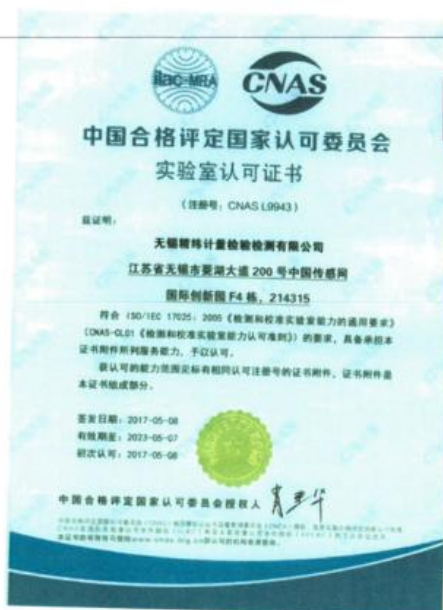 ilac-MRA
CNAS
中国合格评定国家认可委员会
实验室认可证书
（注册号：CNAS L9943）
兹证明：
无锡精纬计量检验检测有限公司
江苏省无锡市菱湖大道 200 号中国传感网
国际创新园 F4 栋，214315
符合 ISO/IEC 17025：2005《检测和校准实验室能力的通用要求》
（CNAS-CL01《检测和校准实验室能力认可准则》）的要求，具备承担本
证书附件所列服务能力，予以认可。
获认可的能力范围见标有相同认可注册号的证书附件，证书附件是
本证书组成部分。
签发日期：2017-05-08
有效期至：2023-05-07
初次认可：2017-05-08
中国合格评定国家认可委员会授权人